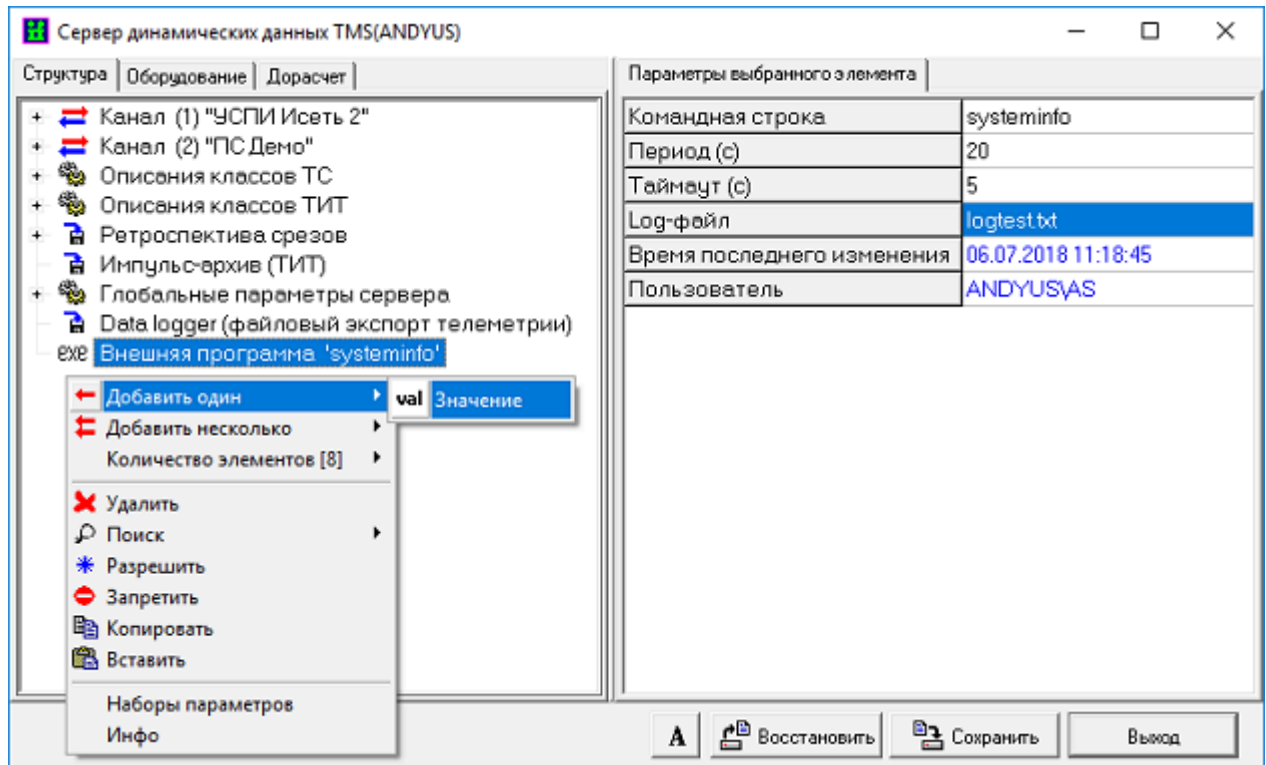 Сервер динамических данных TMS(ANDYUS)
Структура Оборудование Дорасчет
Канал (1) "УСПИ Исеть 2"
Канал (2) "ПС Демо"
Описания классов ТС
Описания классов ТИТ
Ретроспектива срезов
Импульс-архив (ТИТ)
Глобальные параметры сервера
Data logger (файловый экспорт телеметрии)
exe Внешняя программа 'systeminfo'
Добавить один
val Значение
Добавить несколько
Количество элементов [8]
Удалить
Поиск
Разрешить
Запретить
Копировать
Вставить
Наборы параметров
Инфо
Параметры выбранного элемента
Командная строка systeminfo
Период (с) 20
Таймаут (с) 5
Log-файл logtest.txt
Время последнего изменения 06.07.2018 11:18:45
Пользователь ANDYUS\AS
A Восстановить Сохранить Выход